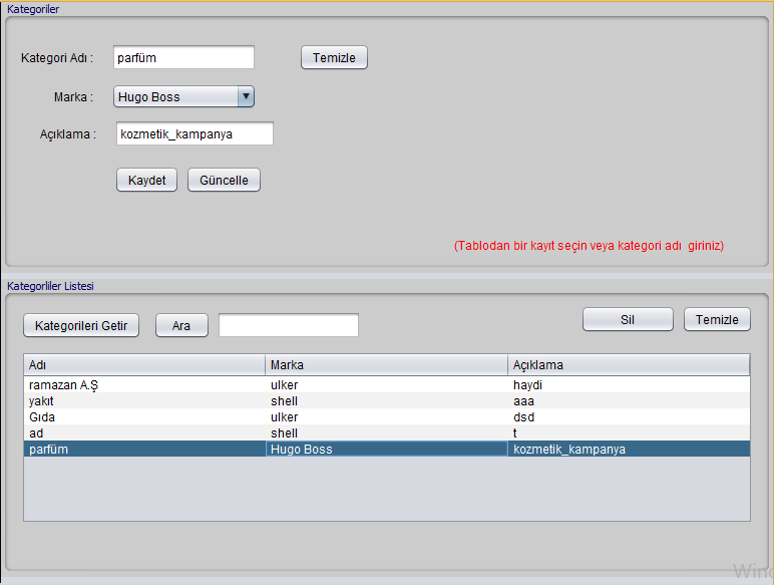 Kategoriler
Kategori Adı : parfüm Temizle
Marka : Hugo Boss
Açıklama : kozmetik_kampanya
Kaydet Güncelle
(Tablodan bir kayıt seçin veya kategori adı giriniz)
Kategorliler Listesi
Kategorileri Getir Ara Sil Temizle
Adı Marka Açıklama
ramazan A.Ş ulker haydi
yakıt shell aaa
Gıda ulker dsd
ad shell t
parfüm Hugo Boss kozmetik_kampanya